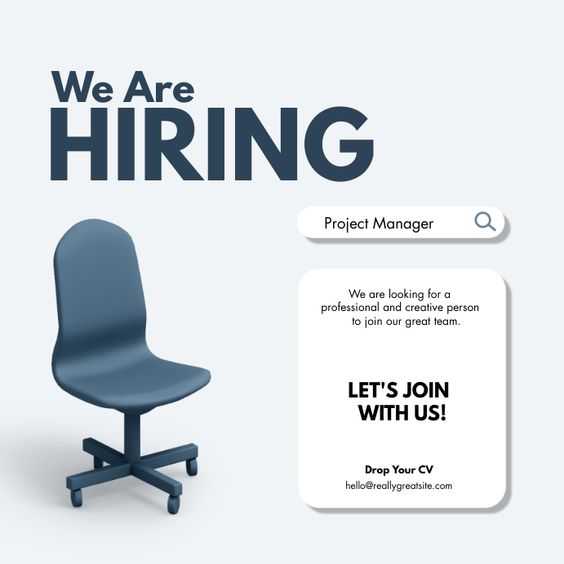 We Are
HIRING
Project Manager
We are looking for a
professional and creative person
to join our great team.
LET'S JOIN
WITH US!
Drop Your CV
hello@reallygreatsite.com